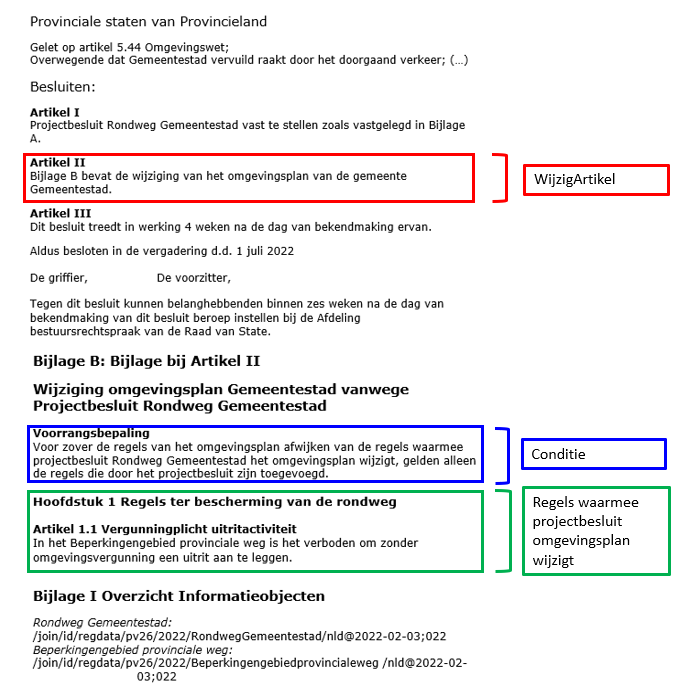 Provinciale staten van Provincieland
Gelet op artikel 5.44 Omgevingswet;
Overwegende dat Gemeentestad vervuild raakt door het doorgaand verkeer; (…)
Besluiten:
Artikel I
Projectbesluit Rondweg Gemeentestad vast te stellen zoals vastgelegd in Bijlage
A.
Artikel II
Bijlage B bevat de wijziging van het omgevingsplan van de gemeente
Gemeentestad.
WijzigArtikel
Artikel III
Dit besluit treedt in werking 4 weken na de dag van bekendmaking ervan.
Aldus besloten in de vergadering d.d. 1 juli 2022
De griffier, De voorzitter,
Tegen dit besluit kunnen belanghebbenden binnen zes weken na de dag van
bekendmaking van dit besluit beroep instellen bij de Afdeling
bestuursrechtspraak van de Raad van State.
Bijlage B: Bijlage bij Artikel II
Wijziging omgevingsplan Gemeentestad vanwege
Projectbesluit Rondweg Gemeentestad
Voorrangsbepaling
Voor zover de regels van het omgevingsplan afwijken van de regels waarmee
projectbesluit Rondweg Gemeentestad het omgevingsplan wijzigt, gelden alleen
de regels die door het projectbesluit zijn toegevoegd.
Conditie
Hoofdstuk 1 Regels ter bescherming van de rondweg
Artikel 1.1 Vergunningplicht uitritactiviteit
In het Beperkingengebied provinciale weg is het verboden om zonder
omgevingsvergunning een uitrit aan te leggen.
Regels waarmee
projectbesluit
omgevingsplan
wijzigt
Bijlage I Overzicht Informatieobjecten
Rondweg Gemeentestad:
/join/id/regdata/pv26/2022/RondwegGemeentestad/nld@2022-02-03;022
Beperkingengebied provinciale weg:
/join/id/regdata/pv26/2022/Beperkingengebiedprovincialeweg /nld@2022-02-
03;022